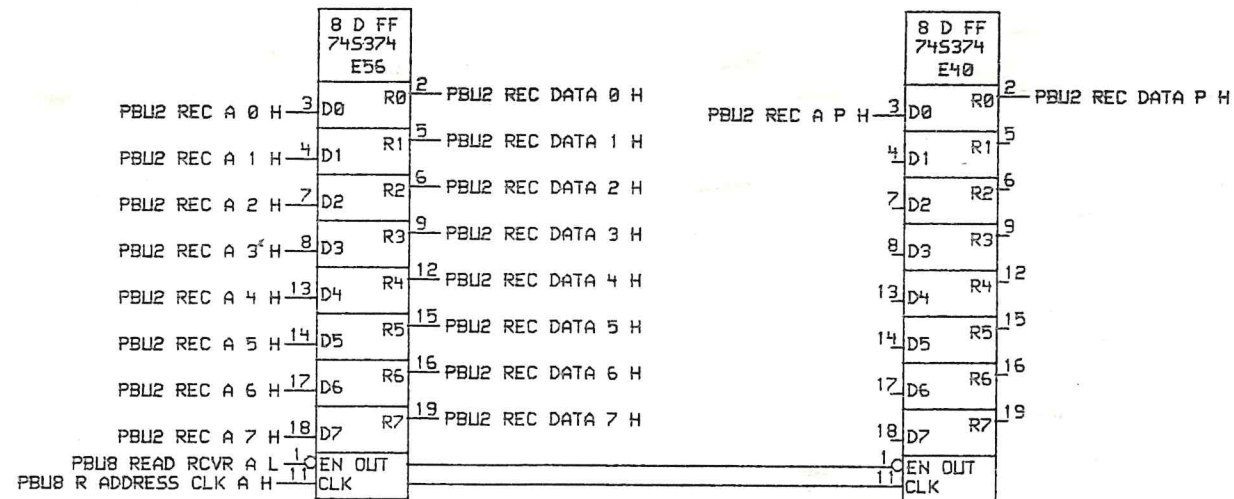 8 D FF
74S374
E56
PBU2 REC A 0 H 3 D0 R0 2 PBU2 REC DATA 0 H
PBU2 REC A 1 H 4 D1 R1 5 PBU2 REC DATA 1 H
PBU2 REC A 2 H 7 D2 R2 6 PBU2 REC DATA 2 H
PBU2 REC A 3 H 8 D3 R3 9 PBU2 REC DATA 3 H
PBU2 REC A 4 H 13 D4 R4 12 PBU2 REC DATA 4 H
PBU2 REC A 5 H 14 D5 R5 15 PBU2 REC DATA 5 H
PBU2 REC A 6 H 17 D6 R6 16 PBU2 REC DATA 6 H
PBU2 REC A 7 H 18 D7 R7 19 PBU2 REC DATA 7 H
PBU8 READ RCVR A L 1 EN OUT
PBU8 R ADDRESS CLK A H 11 CLK
8 D FF
74S374
E40
PBU2 REC A P H 3 D0 R0 2 PBU2 REC DATA P H
4 D1 R1 5
7 D2 R2 6
8 D3 R3 9
13 D4 R4 12
14 D5 R5 15
17 D6 R6 16
18 D7 R7 19
1 EN OUT
11 CLK